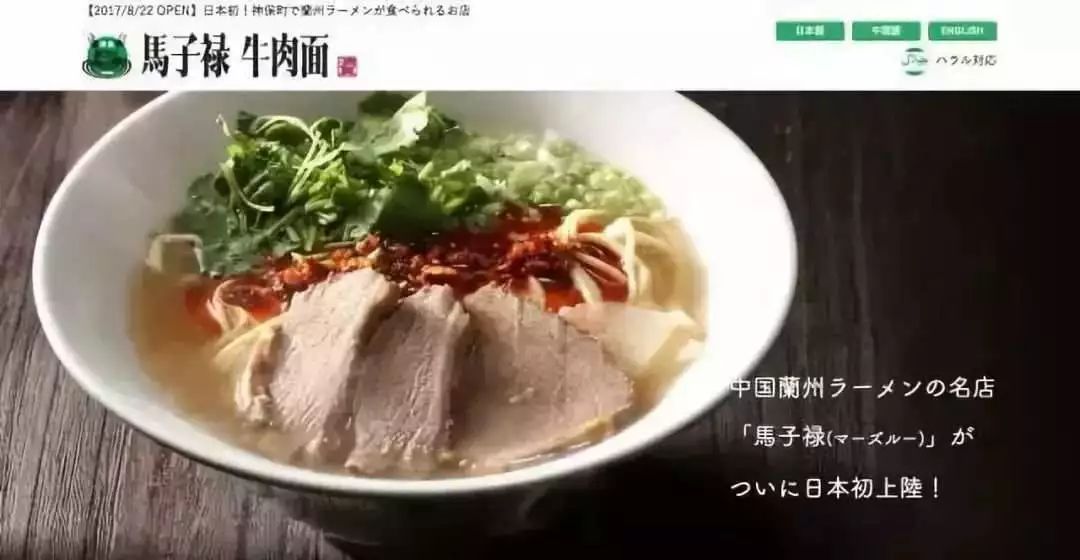 【2017/8/22 OPEN】日本初！神保町で蘭州ラーメンが食べられるお店
馬子禄 牛肉面
日本語 中国語 ENGLISH
ハラル対応
中国蘭州ラーメンの名店
「馬子禄(マーズルー)」が
ついに日本初上陸！